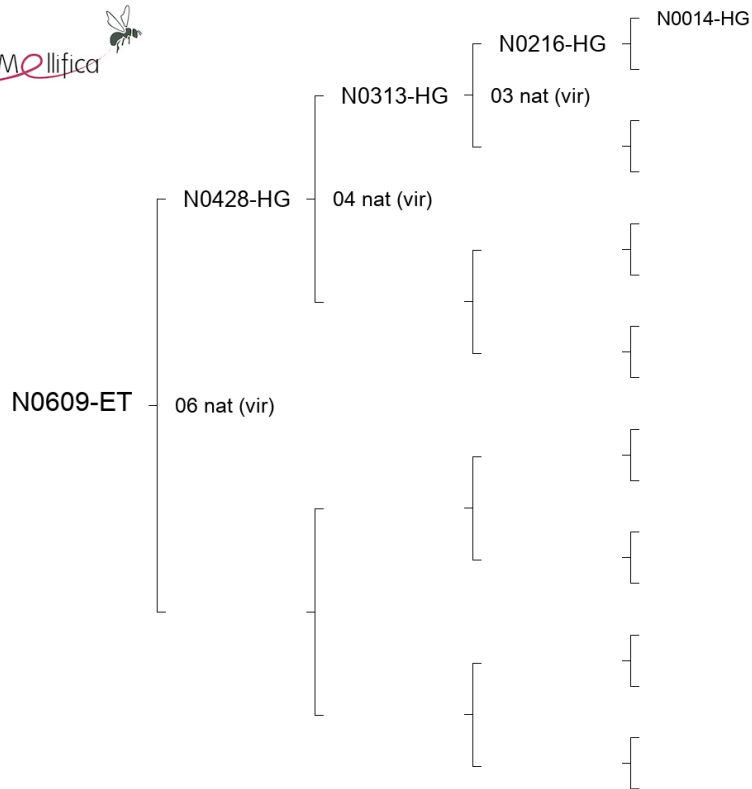 Mellifica
N0014-HG
N0216-HG
N0313-HG
03 nat (vir)
N0428-HG
04 nat (vir)
N0609-ET
06 nat (vir)